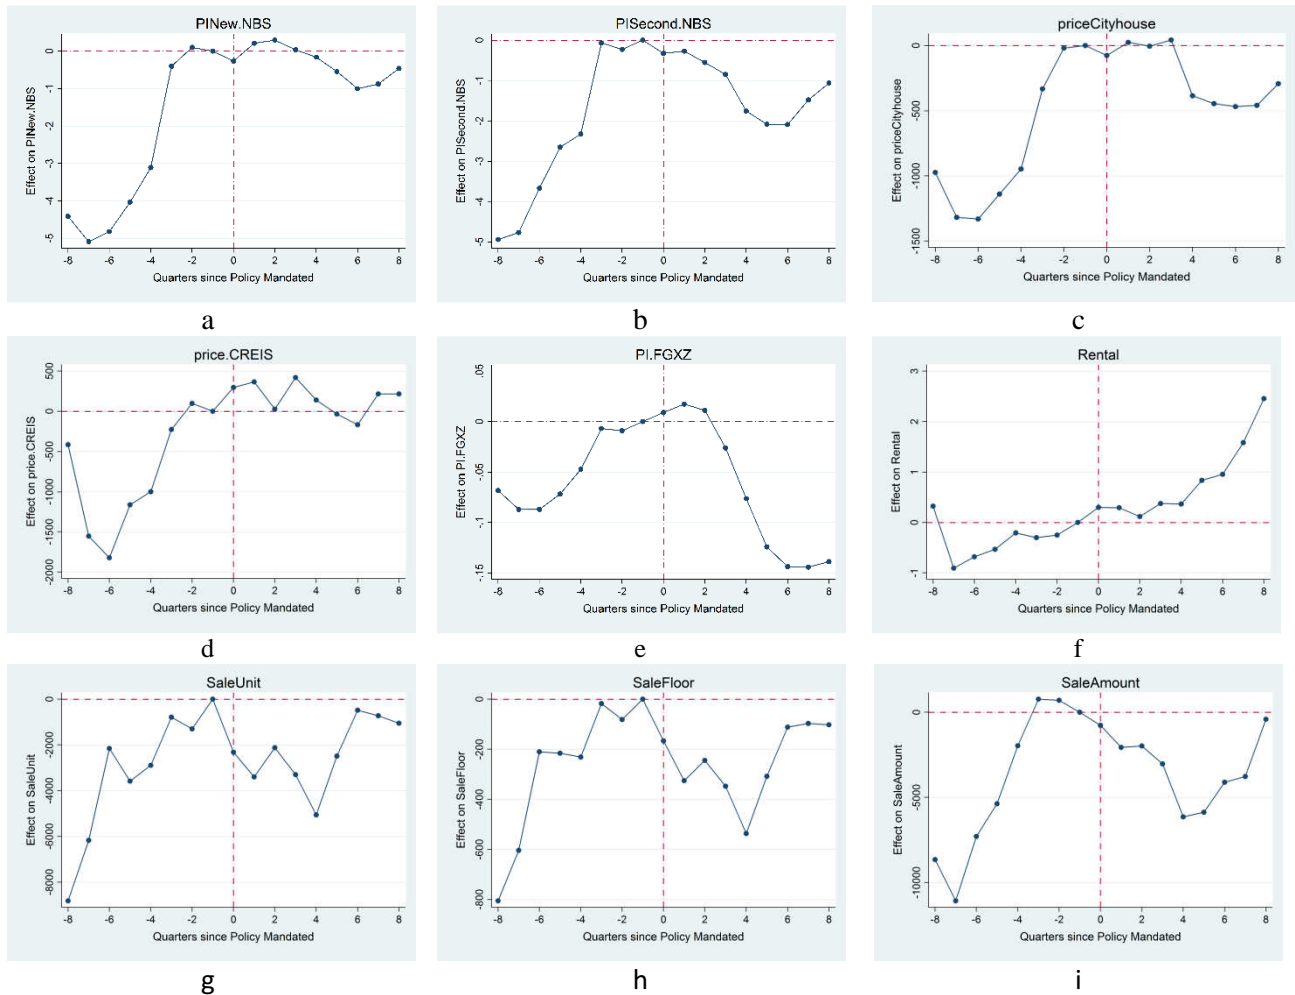 PINew.NBS
Effect on PINew.NBS
0
-1
-2
-3
-4
-5
-8 -6 -4 -2 0 2 4 6 8
Quarters since Policy Mandated
a
PISecond.NBS
Effect on PISecond.NBS
0
-1
-2
-3
-4
-5
-8 -6 -4 -2 0 2 4 6 8
Quarters since Policy Mandated
b
priceCityhouse
Effect on priceCityhouse
0
-500
-1000
-1500
-8 -6 -4 -2 0 2 4 6 8
Quarters since Policy Mandated
c
price.CREIS
Effect on price.CREIS
500
0
-500
-1000
-1500
-2000
-8 -6 -4 -2 0 2 4 6 8
Quarters since Policy Mandated
d
PI.FGXZ
Effect on PI.FGXZ
.05
0
-.05
-.1
-.15
-8 -6 -4 -2 0 2 4 6 8
Quarters since Policy Mandated
e
Rental
Effect on Rental
3
2
1
0
-1
-8 -6 -4 -2 0 2 4 6 8
Quarters since Policy Mandated
f
SaleUnit
Effect on SaleUnit
0
-2000
-4000
-6000
-8000
-8 -6 -4 -2 0 2 4 6 8
Quarters since Policy Mandated
g
SaleFloor
Effect on SaleFloor
0
-200
-400
-600
-800
-8 -6 -4 -2 0 2 4 6 8
Quarters since Policy Mandated
h
SaleAmount
Effect on SaleAmount
0
-5000
-10000
-8 -6 -4 -2 0 2 4 6 8
Quarters since Policy Mandated
i